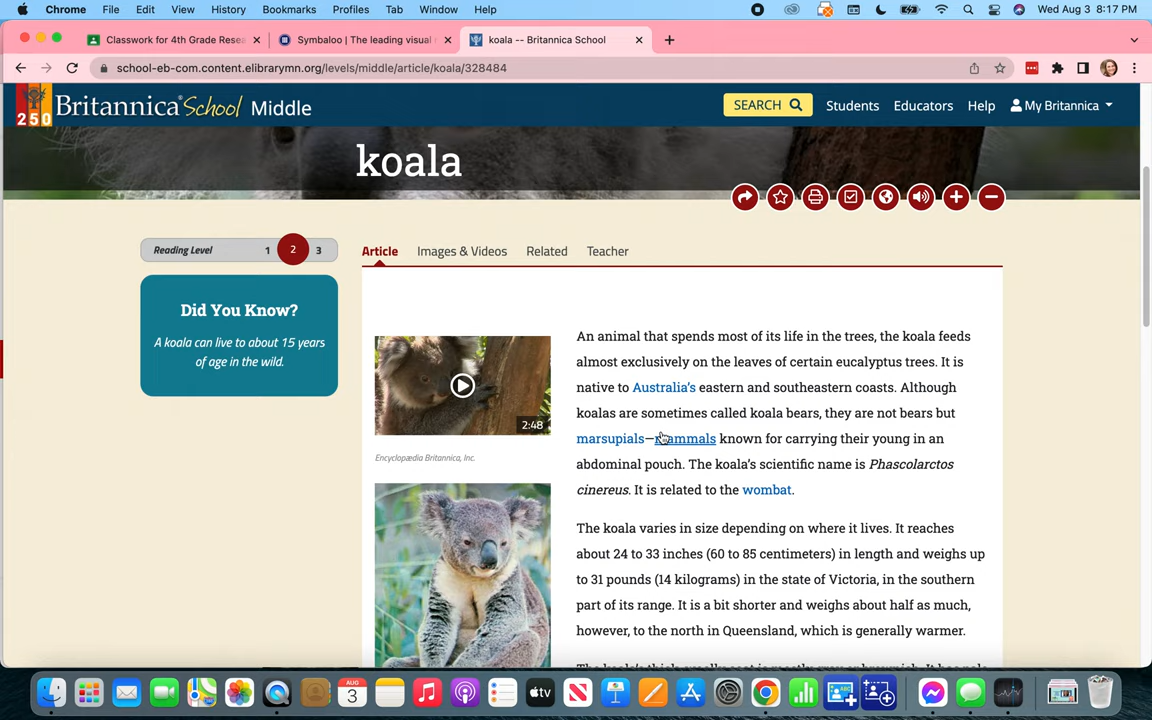 Chrome File Edit View History Bookmarks Profiles Tab Window Help Wed Aug 3 8:17 PM
Classwork for 4th Grade Resea Symbaloo | The leading visual koala -- Britannica School
school-eb-com.content.elibrarymn.org/levels/middle/article/koala/328484
250 Britannica School Middle SEARCH Students Educators Help My Britannica
koala
Reading Level 1 2 3
Article Images & Videos Related Teacher
Did You Know?
A koala can live to about 15 years
of age in the wild.
2:48
Encyclopædia Britannica, Inc.
An animal that spends most of its life in the trees, the koala feeds
almost exclusively on the leaves of certain eucalyptus trees. It is
native to Australia's eastern and southeastern coasts. Although
koalas are sometimes called koala bears, they are not bears but
marsupials—mammals known for carrying their young in an
abdominal pouch. The koala's scientific name is Phascolarctos
cinereus. It is related to the wombat.
The koala varies in size depending on where it lives. It reaches
about 24 to 33 inches (60 to 85 centimeters) in length and weighs up
to 31 pounds (14 kilograms) in the state of Victoria, in the southern
part of its range. It is a bit shorter and weighs about half as much,
however, to the north in Queensland, which is generally warmer.
AUG
3
tv